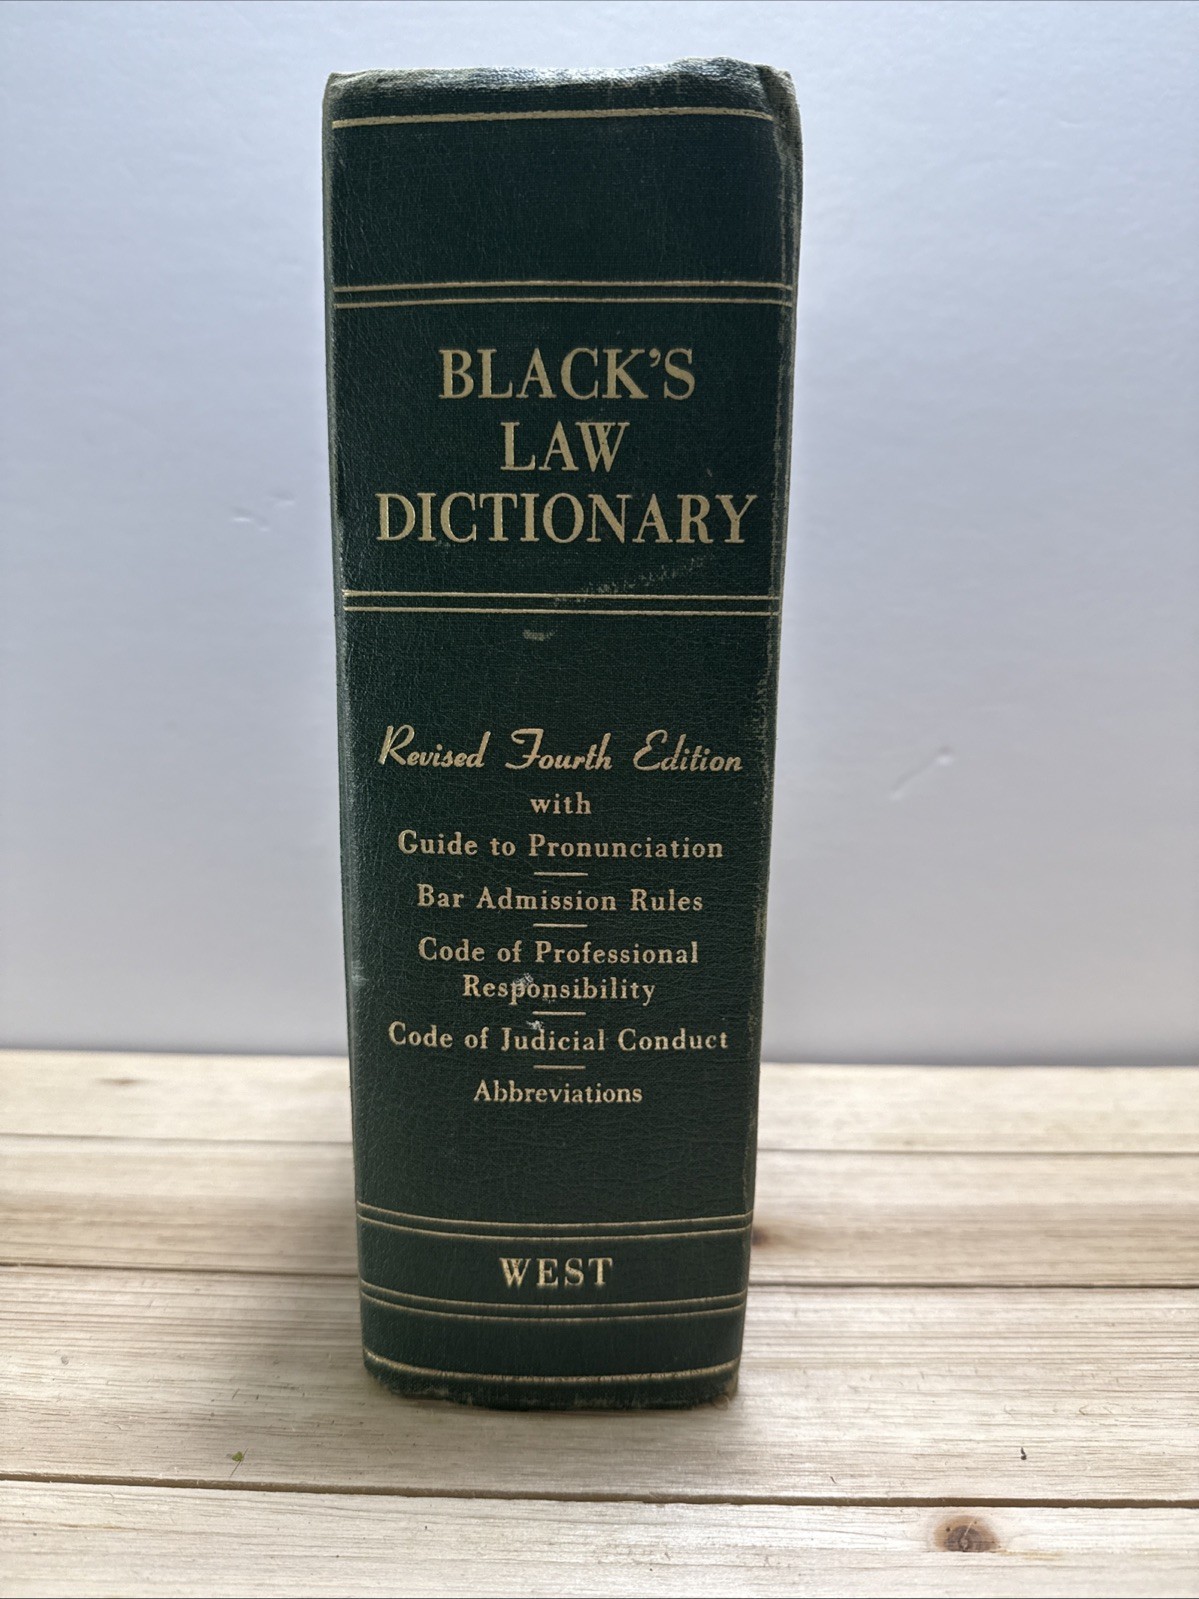 BLACK'S
LAW
DICTIONARY
Revised Fourth Edition
with
Guide to Pronunciation
Bar Admission Rules
Code of Professional
Responsibility
Code of Judicial Conduct
Abbreviations
WEST